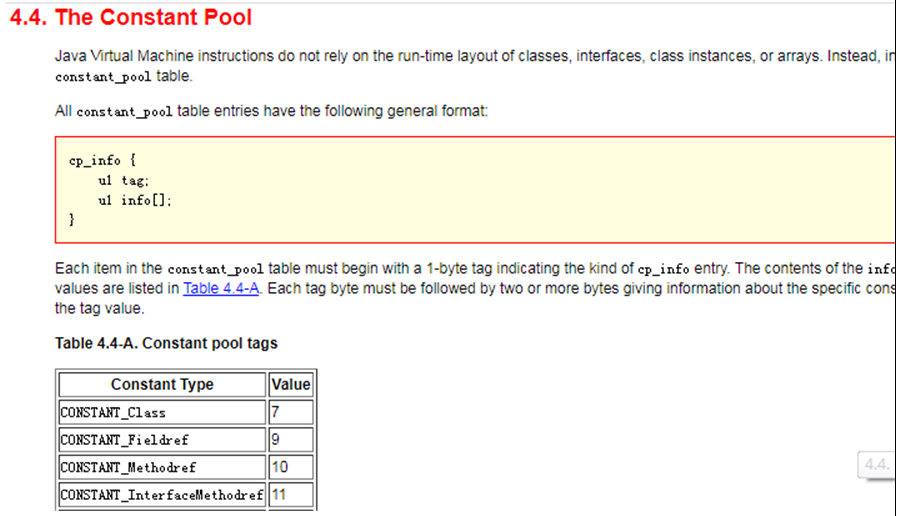 4.4. The Constant Pool
Java Virtual Machine instructions do not rely on the run-time layout of classes, interfaces, class instances, or arrays. Instead,
constant_pool table.
All constant_pool table entries have the following general format:
cp_info {
    u1 tag;
    u1 info[];
}
Each item in the constant_pool table must begin with a 1-byte tag indicating the kind of cp_info entry. The contents of the
values are listed in Table 4.4-A. Each tag byte must be followed by two or more bytes giving information about the specific
the tag value.
Table 4.4-A. Constant pool tags
Constant Type Value
CONSTANT_Class 7
CONSTANT_Fieldref 9
CONSTANT_Methodref 10
4.4.
CONSTANT_InterfaceMethodref 11